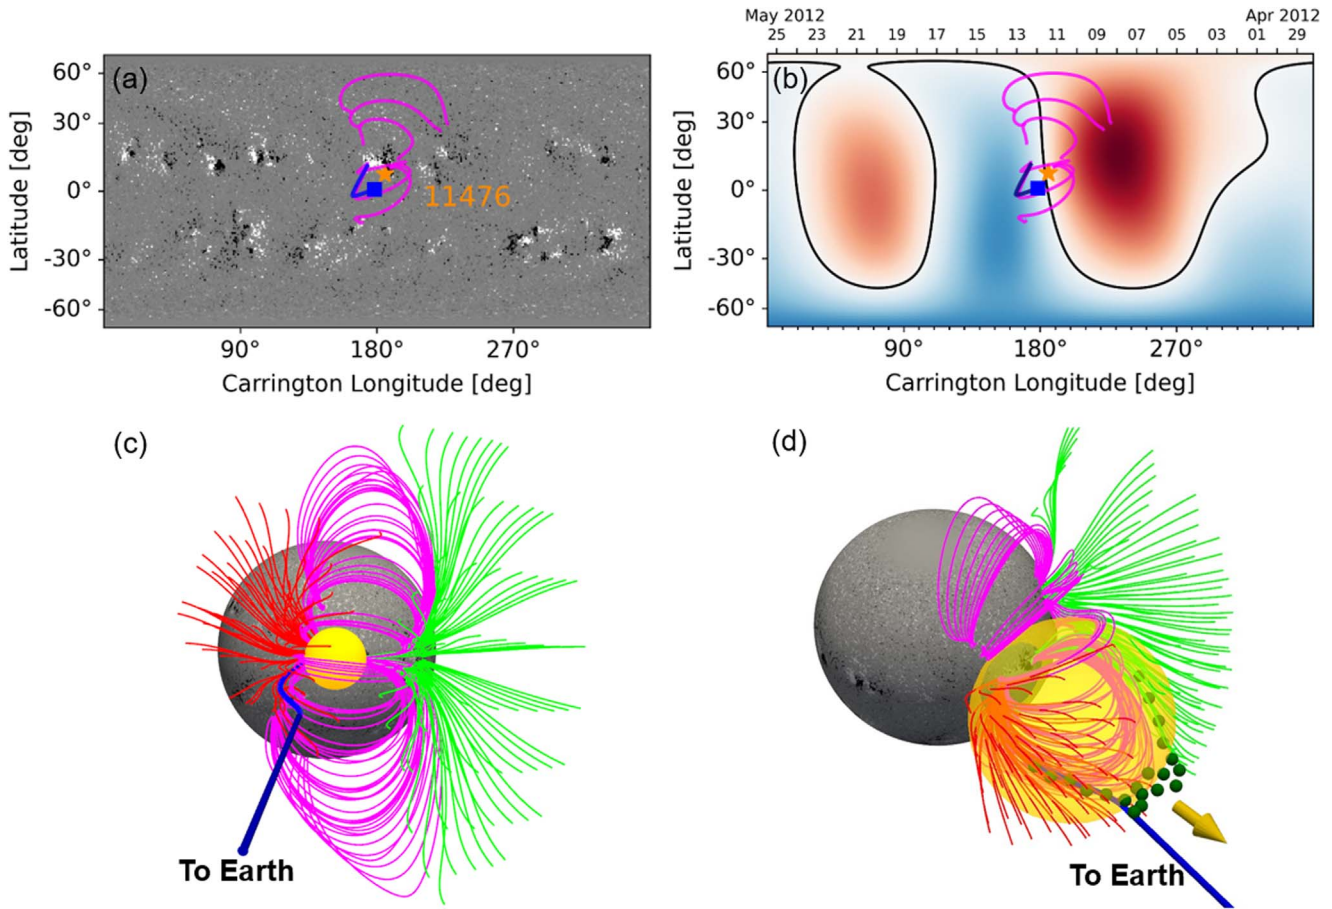 May 2012 Apr 2012
25 23 21 19 17 15 13 11 09 07 05 03 01 29
(a)
60°
30°
0°
-30°
-60°
Latitude [deg]
11476
90° 180° 270°
Carrington Longitude [deg]
(b)
60°
30°
0°
-30°
-60°
Latitude [deg]
90° 180° 270°
Carrington Longitude [deg]
(c)
To Earth
(d)
To Earth